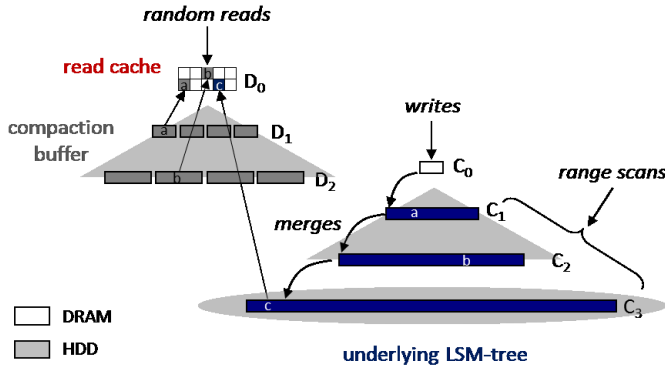 random reads
read cache
b
a
c
D0
writes
compaction
buffer
a
D1
b
D2
C0
range scans
merges
a
C1
b
C2
c
C3
DRAM
HDD
underlying LSM-tree